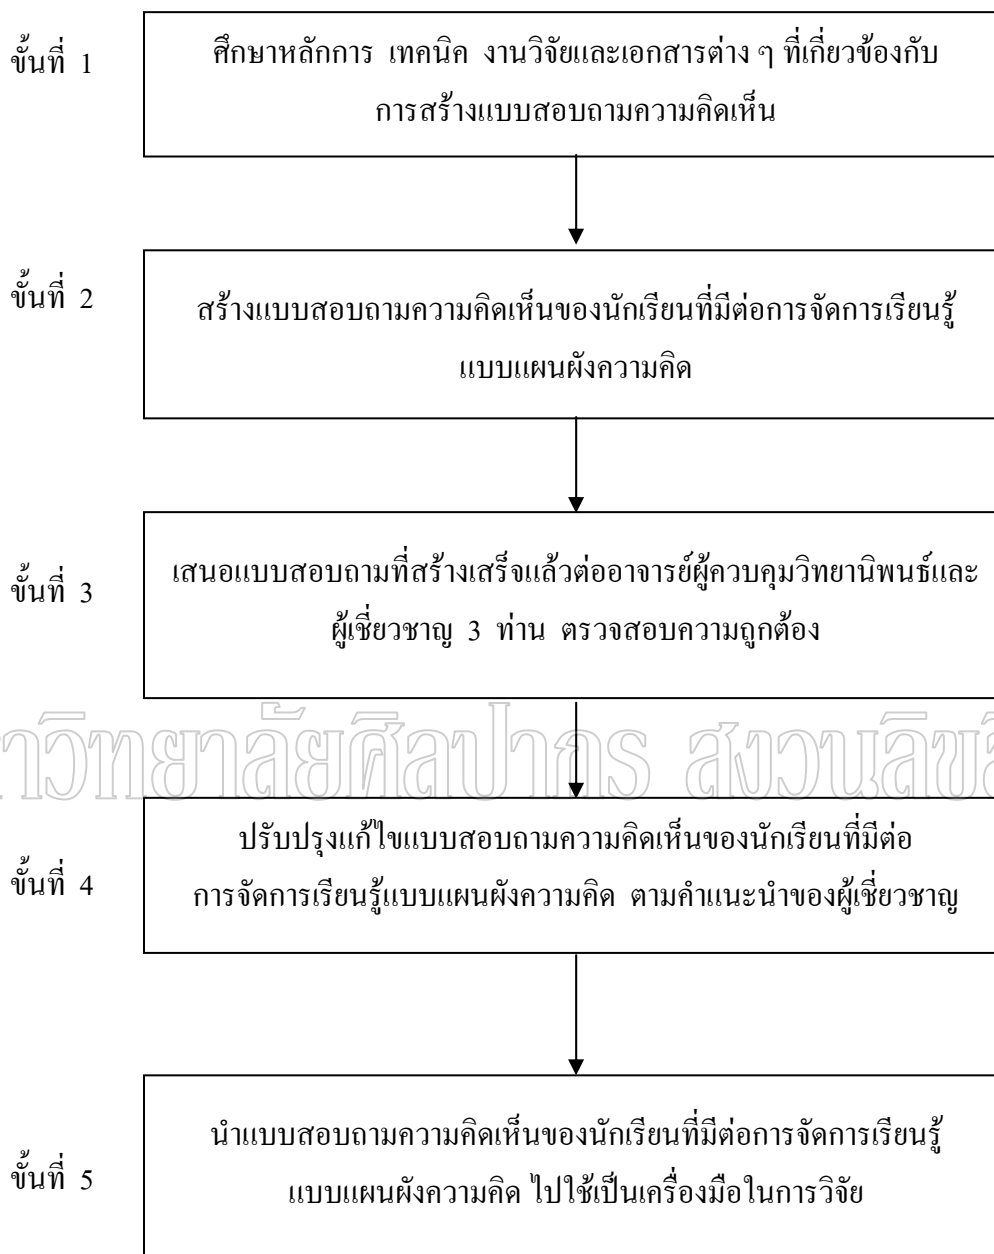 ขั้นที่ 1
ศึกษาหลักการ เทคนิค งานวิจัยและเอกสารต่าง ๆ ที่เกี่ยวข้องกับ
การสร้างแบบสอบถามความคิดเห็น
ขั้นที่ 2
สร้างแบบสอบถามความคิดเห็นของนักเรียนที่มีต่อการจัดการเรียนรู้
แบบแผนผังความคิด
ขั้นที่ 3
เสนอแบบสอบถามที่สร้างเสร็จแล้วต่ออาจารย์ผู้ควบคุมวิทยานิพนธ์และ
ผู้เชี่ยวชาญ 3 ท่าน ตรวจสอบความถูกต้อง
าวิทยาลัยศิลปากร สงวนลิขสิ
ขั้นที่ 4
ปรับปรุงแก้ไขแบบสอบถามความคิดเห็นของนักเรียนที่มีต่อ
การจัดการเรียนรู้แบบแผนผังความคิด ตามคำแนะนำของผู้เชี่ยวชาญ
ขั้นที่ 5
นำแบบสอบถามความคิดเห็นของนักเรียนที่มีต่อการจัดการเรียนรู้
แบบแผนผังความคิด ไปใช้เป็นเครื่องมือในการวิจัย